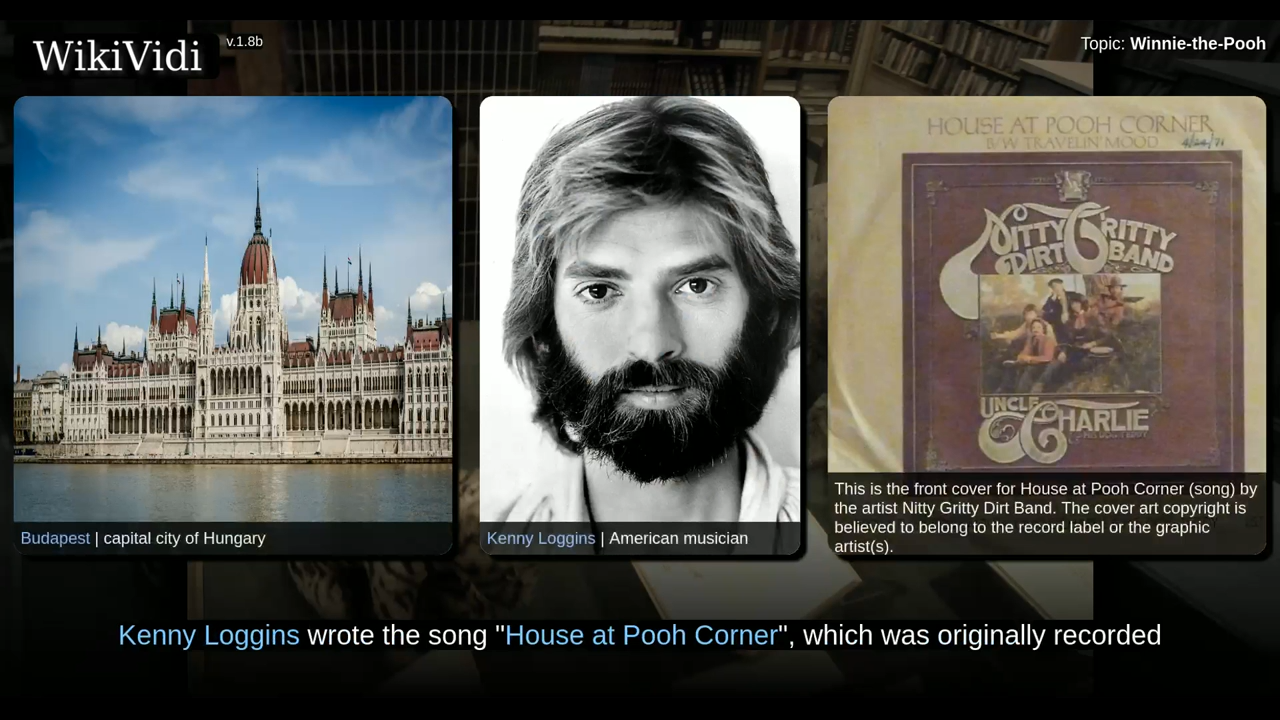 WikiVidi
v.1.8b
Topic: Winnie-the-Pooh
HOUSE AT POOH CORNER
B/W TRAVELIN' MOOD
NITTY GRITTY
DIRT BAND
UNCLE
CHARLIE
Budapest | capital city of Hungary
Kenny Loggins | American musician
This is the front cover for House at Pooh Corner (song) by
the artist Nitty Gritty Dirt Band. The cover art copyright is
believed to belong to the record label or the graphic
artist(s).
Kenny Loggins wrote the song "House at Pooh Corner", which was originally recorded